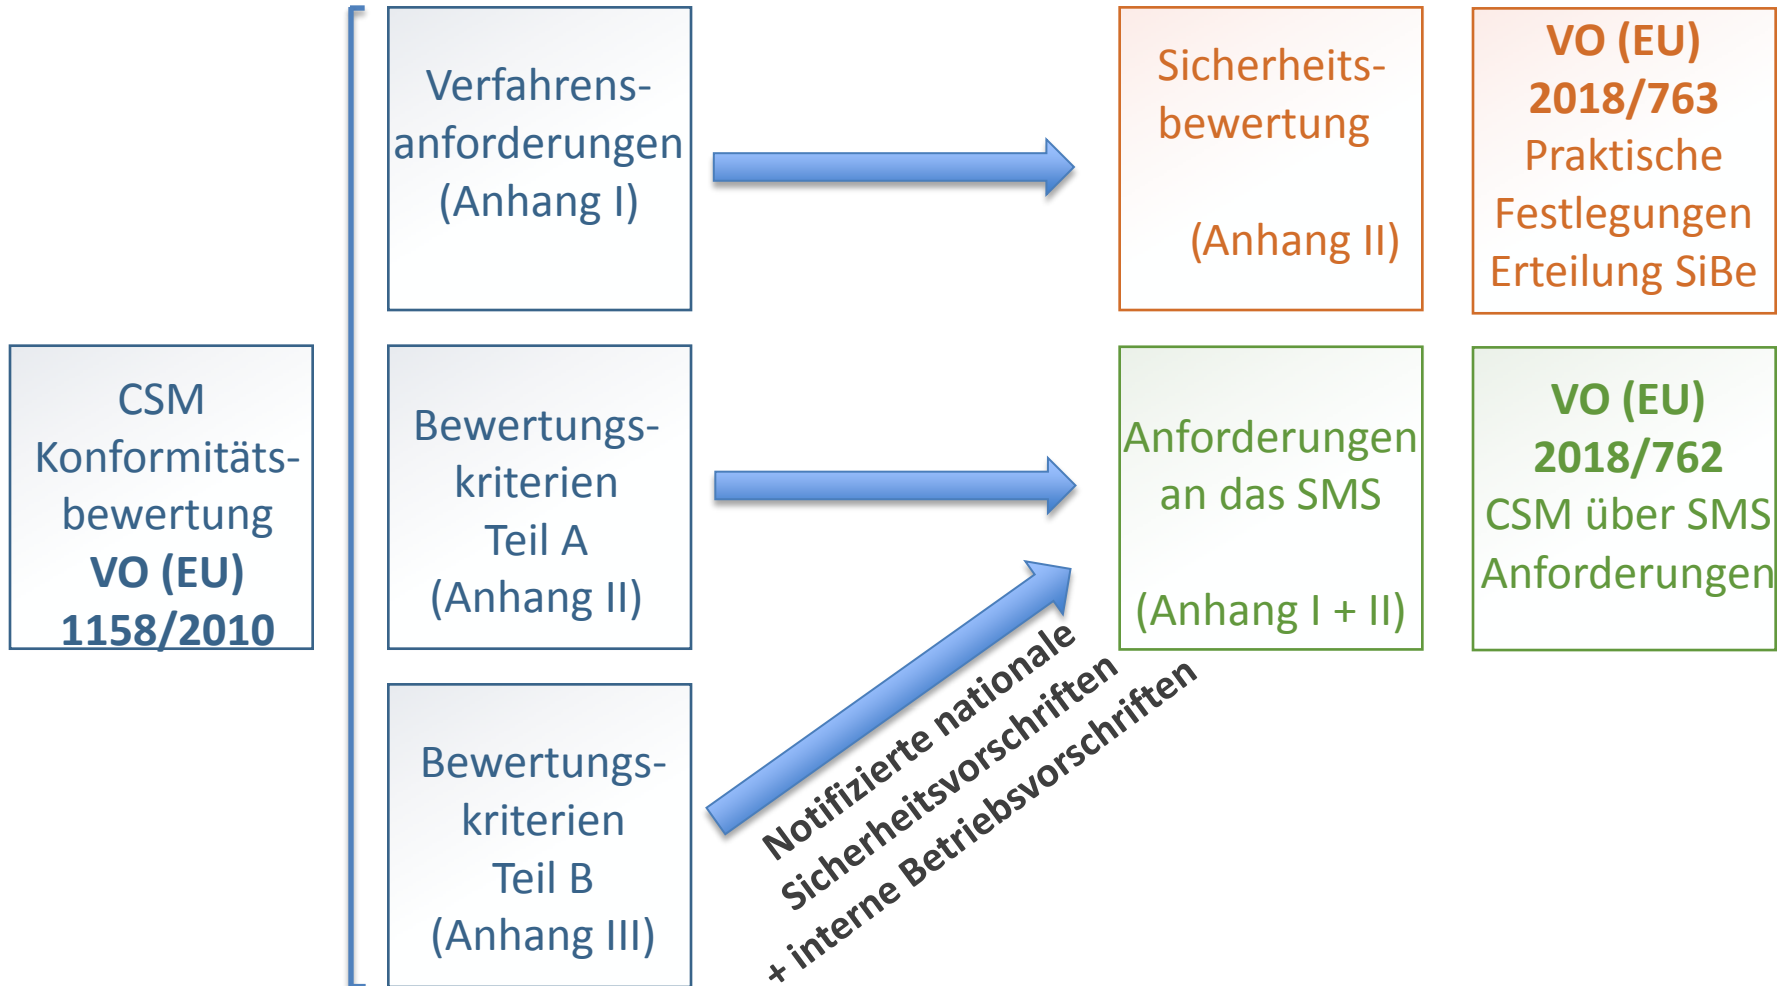 CSM
Konformitäts-
bewertung
VO (EU)
1158/2010
Verfahrens-
anforderungen
(Anhang I)
Bewertungs-
kriterien
Teil A
(Anhang II)
Bewertungs-
kriterien
Teil B
(Anhang III)
Notifizierte nationale
Sicherheitsvorschriften
+ interne Betriebsvorschriften
Sicherheits-
bewertung
(Anhang II)
Anforderungen
an das SMS
(Anhang I + II)
VO (EU)
2018/763
Praktische
Festlegungen
Erteilung SiBe
VO (EU)
2018/762
CSM über SMS
Anforderungen